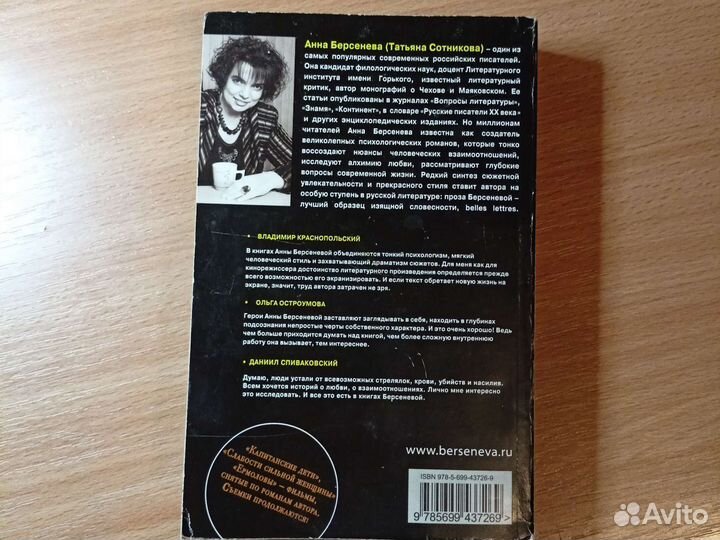 Анна Берсенева (Татьяна Сотникова) – один из
самых популярных современных российских писателей.
Она кандидат филологических наук, доцент Литературного
института имени Горького, известный литературный
критик, автор монографий о Чехове и Маяковском. Ее
статьи опубликованы в журналах «Вопросы литературы»,
«Знамя», «Континент», в словаре «Русские писатели XX века»
и других энциклопедических изданиях. Но миллионам
читателей Анна Берсенева известна как создатель
великолепных психологических романов, которые тонко
воссоздают нюансы человеческих взаимоотношений,
исследуют алхимию любви, рассматривают глубокие
вопросы современной жизни. Редкий синтез сюжетной
увлекательности и прекрасного стиля ставит автора на
особую ступень в русской литературе: проза Берсеневой –
лучший образец изящной словесности, belles lettres.
• ВЛАДИМИР КРАСНОПОЛЬСКИЙ
В книгах Анны Берсеневой объединяются тонкий психологизм, мягкий
человеческий стиль и захватывающий драматизм сюжетов. Для меня как для
кинорежиссера достоинство литературного произведения определяется прежде
всего возможностью его экранизировать. И если текст обретает новую жизнь на
экране, значит, труд автора затрачен не зря.
• ОЛЬГА ОСТРОУМОВА
Герои Анны Берсеневой заставляют заглядывать в себя, находить в глубинах
подсознания непростые черты собственного характера. И это очень хорошо! Ведь
чем больше приходится думать над книгой, чем более сложную внутреннюю
работу она вызывает, тем интереснее.
• ДАНИИЛ СПИВАКОВСКИЙ
Думаю, люди устали от всевозможных стрелялок, крови, убийств и насилия.
Всем хочется историй о любви, о взаимоотношениях. Лично мне интересно
это исследовать. И все это есть в книгах Берсеневой.
«Капитанские дети»,
«Слабости сильной женщины»
«Ермоловы» – фильмы,
снятые по романам автора.
Съемки продолжаются!
www.berseneva.ru
ISBN 978-5-699-43726-9
9 785699 437269 >
Avito